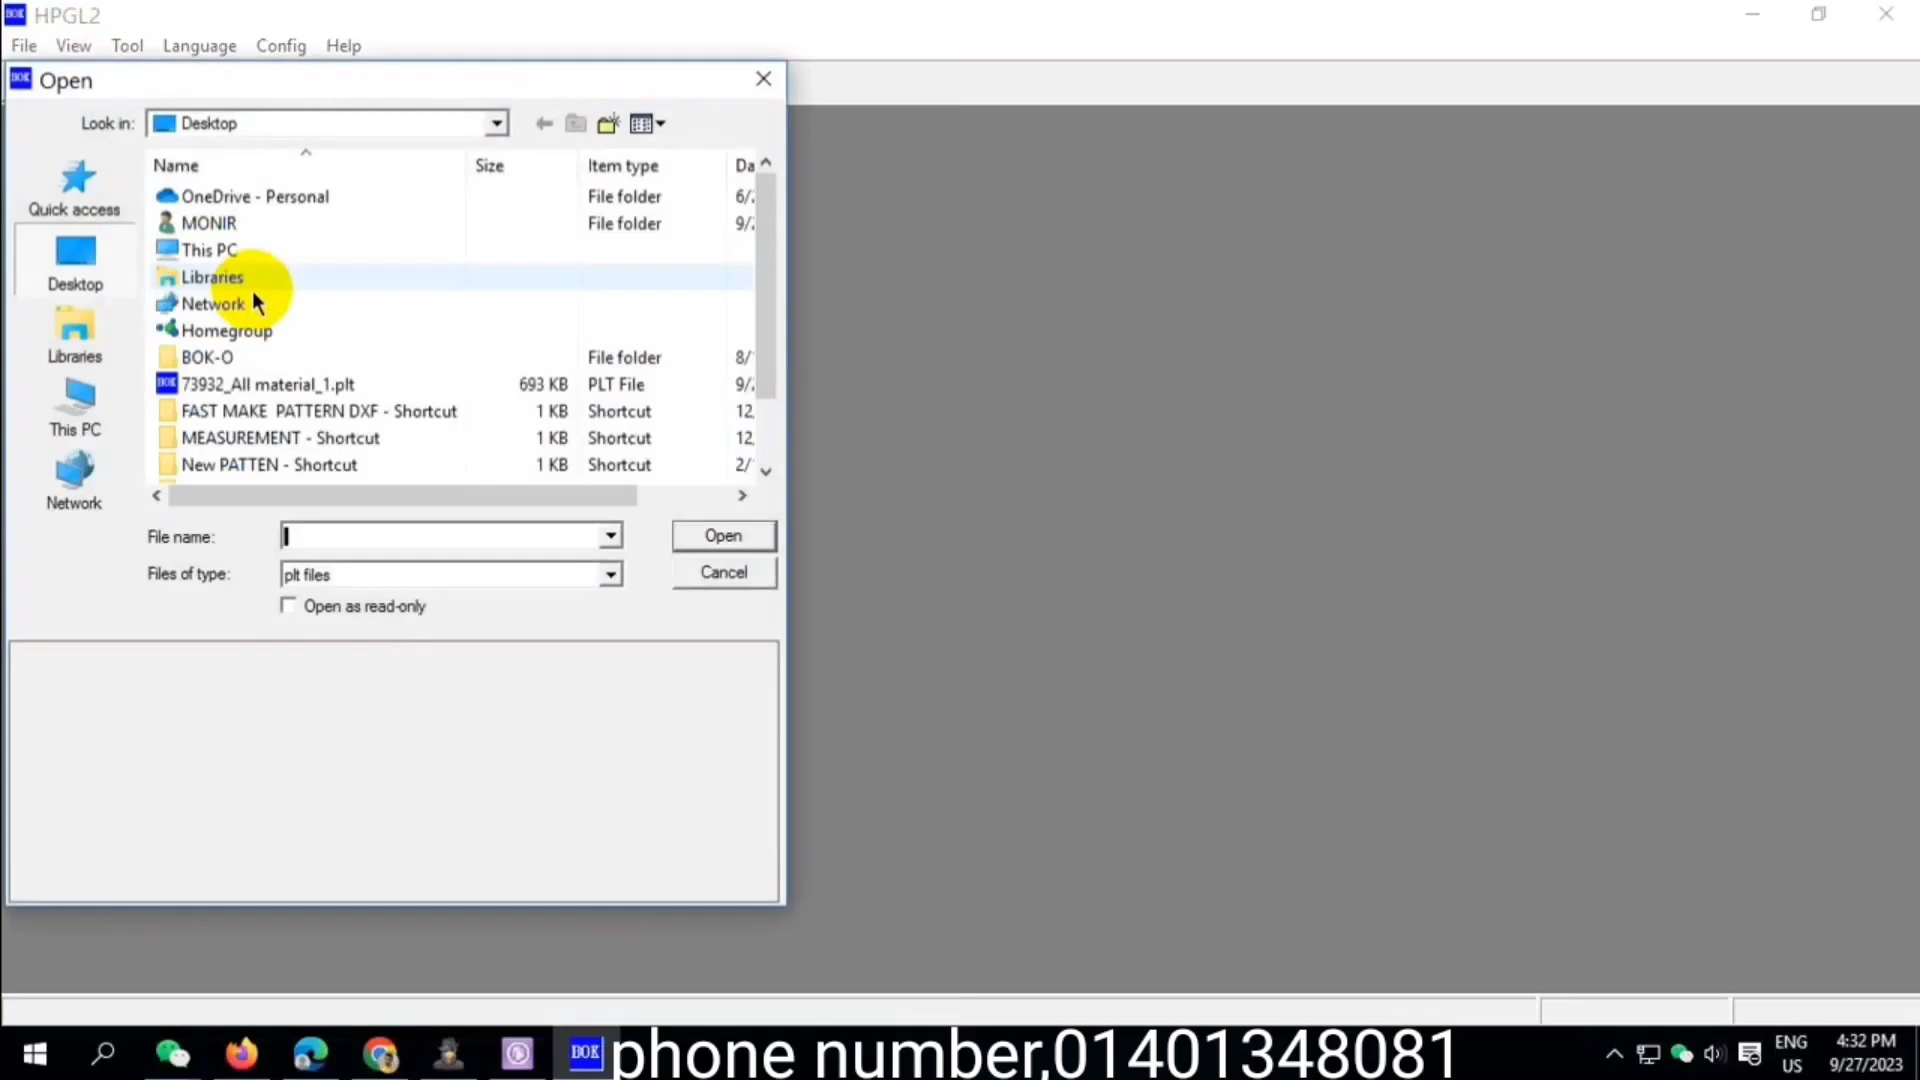 BOK HPGL2
File View Tool Language Config Help
BOK Open
Look in: Desktop
Name Size Item type Da
OneDrive - Personal File folder 6/
MONIR File folder 9/
This PC
Libraries
Network
Homegroup
BOK-O File folder 8/
BOK 73932_All material_1.plt 693 KB PLT File 9/
FAST MAKE PATTERN DXF - Shortcut 1 KB Shortcut 12
MEASUREMENT - Shortcut 1 KB Shortcut 12
New PATTEN - Shortcut 1 KB Shortcut 2/
Quick access
Desktop
Libraries
This PC
Network
File name: Open
Files of type: plt files Cancel
Open as read-only
BOK phone number,01401348081
ENG 4:32 PM
US 9/27/2023